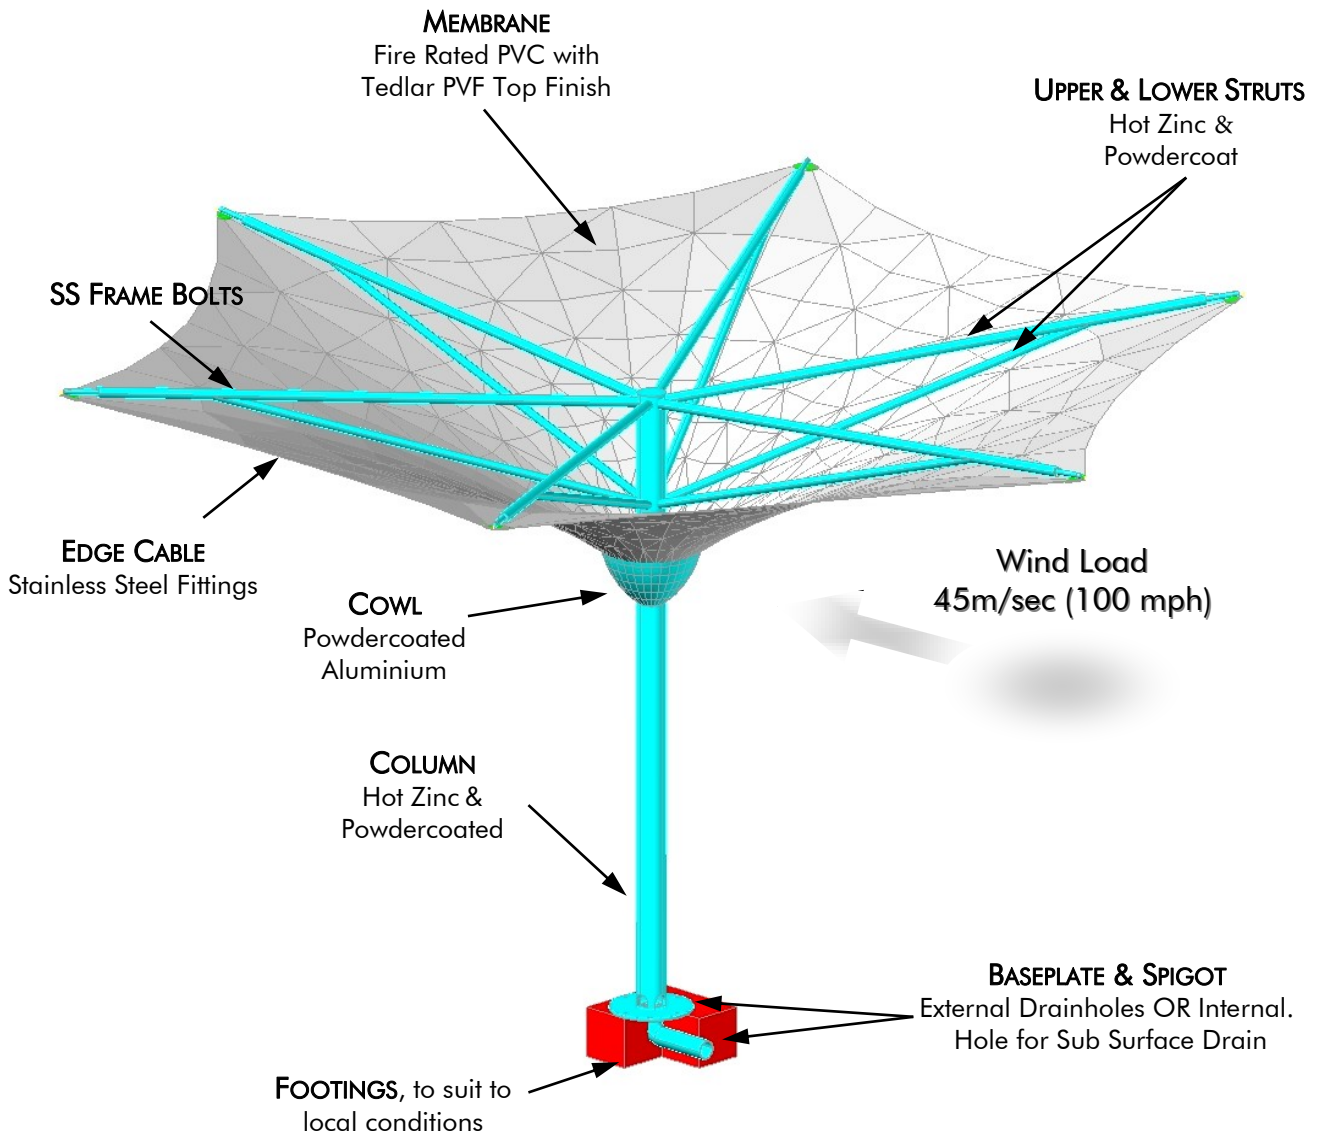 MEMBRANE
Fire Rated PVC with
Tedlar PVF Top Finish
UPPER & LOWER STRUTS
Hot Zinc &
Powdercoat
SS FRAME BOLTS
EDGE CABLE
Stainless Steel Fittings
COWL
Powdercoated
Aluminium
Wind Load
45m/sec (100 mph)
COLUMN
Hot Zinc &
Powdercoated
BASEPLATE & SPIGOT
External Drainholes OR Internal.
Hole for Sub Surface Drain
FOOTINGS, to suit to
local conditions